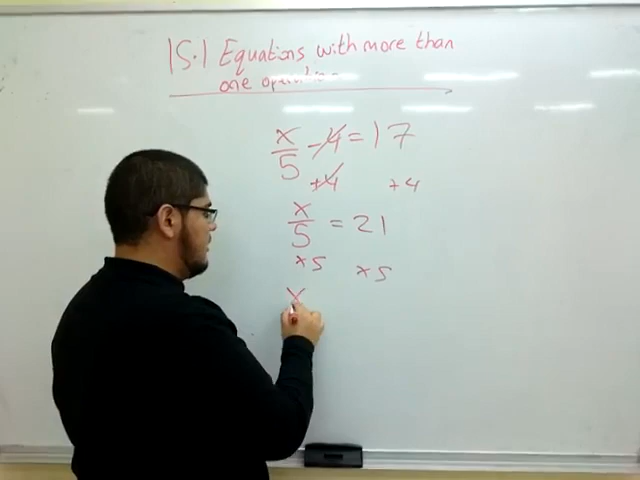 15.1 Equations with more than
one operation
x/5 - 4 = 17
+4 +4
x/5 = 21
×5 ×5
x